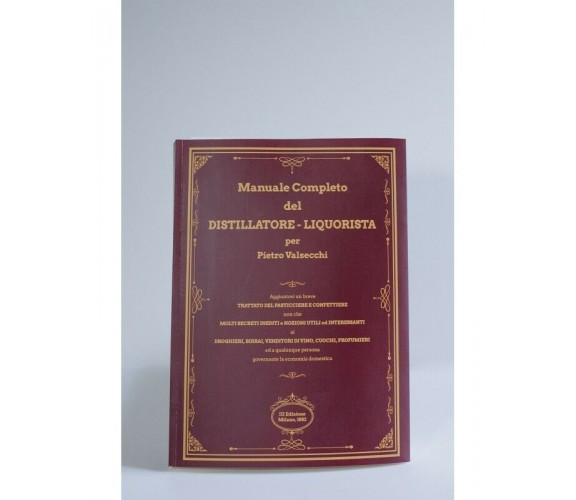 Manuale Completo
del
DISTILLATORE - LIQUORISTA
per
Pietro Valsecchi
Aggiuntovi un breve
TRATTATO DEL PASTICCIERE E CONFETTIERE
non che
MOLTI SECRETI INEDITI e NOZIONI UTILI ed INTERESSANTI
ai
DROGHIERI, BIRRAI, VENDITORI DI VINO, CUOCHI, PROFUMIERI
ed a qualunque persona
governante la economia domestica
III Edizione
Milano, 1882